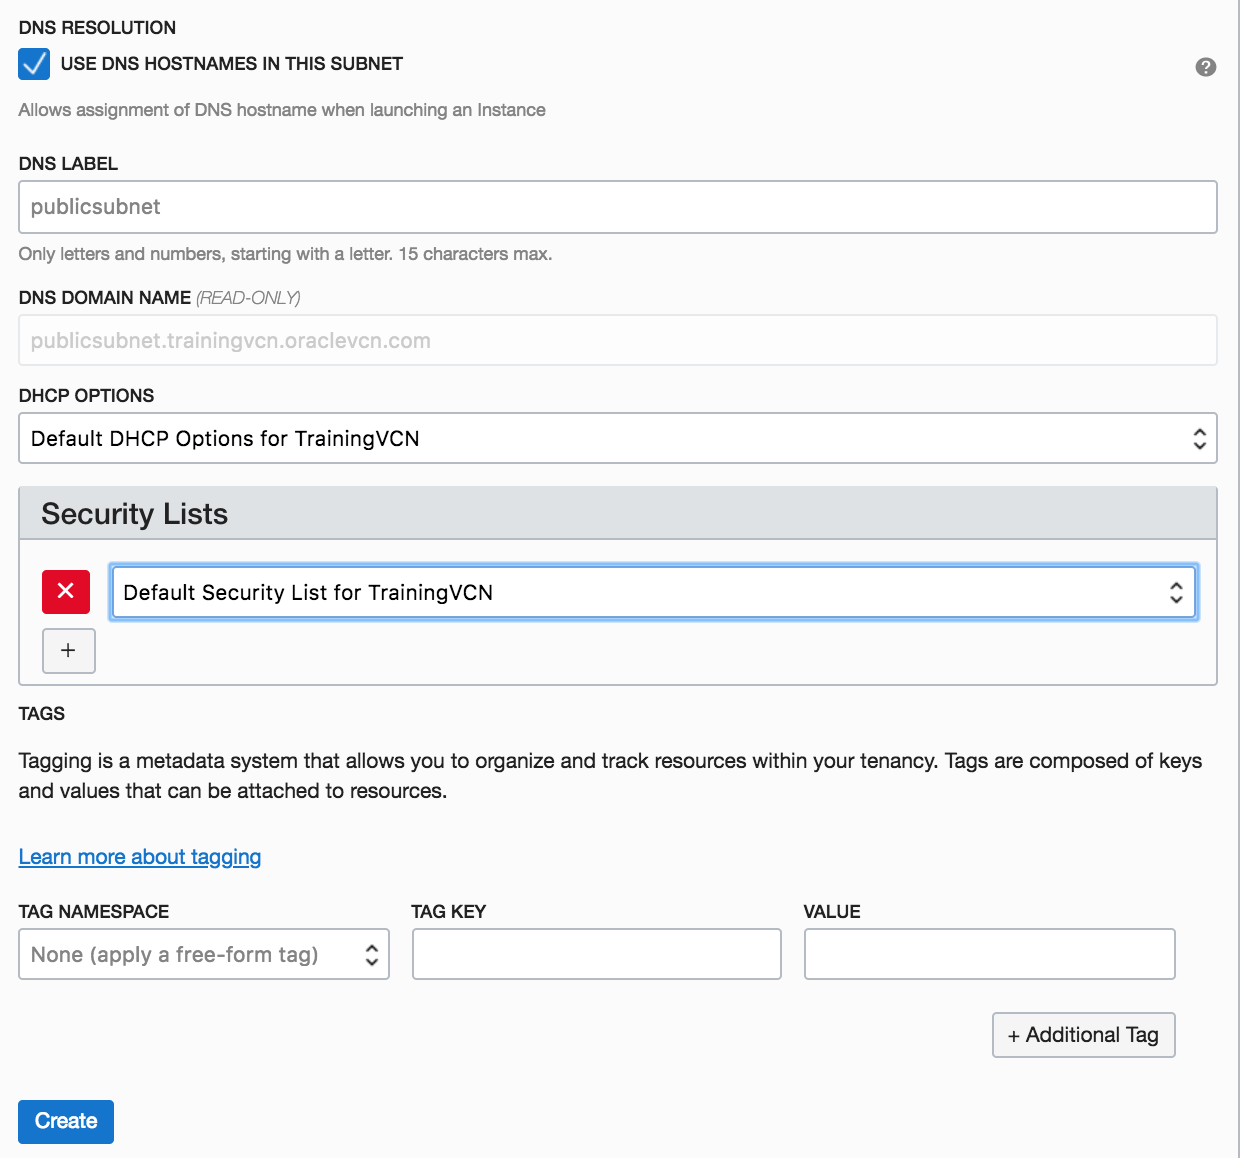 DNS RESOLUTION
USE DNS HOSTNAMES IN THIS SUBNET
?
Allows assignment of DNS hostname when launching an Instance
DNS LABEL
publicsubnet
Only letters and numbers, starting with a letter. 15 characters max.
DNS DOMAIN NAME (READ-ONLY)
publicsubnet.trainingvcn.oraclevcn.com
DHCP OPTIONS
Default DHCP Options for TrainingVCN
Security Lists
Default Security List for TrainingVCN
+
TAGS
Tagging is a metadata system that allows you to organize and track resources within your tenancy. Tags are composed of keys
and values that can be attached to resources.
Learn more about tagging
TAG NAMESPACE TAG KEY VALUE
None (apply a free-form tag)
+ Additional Tag
Create